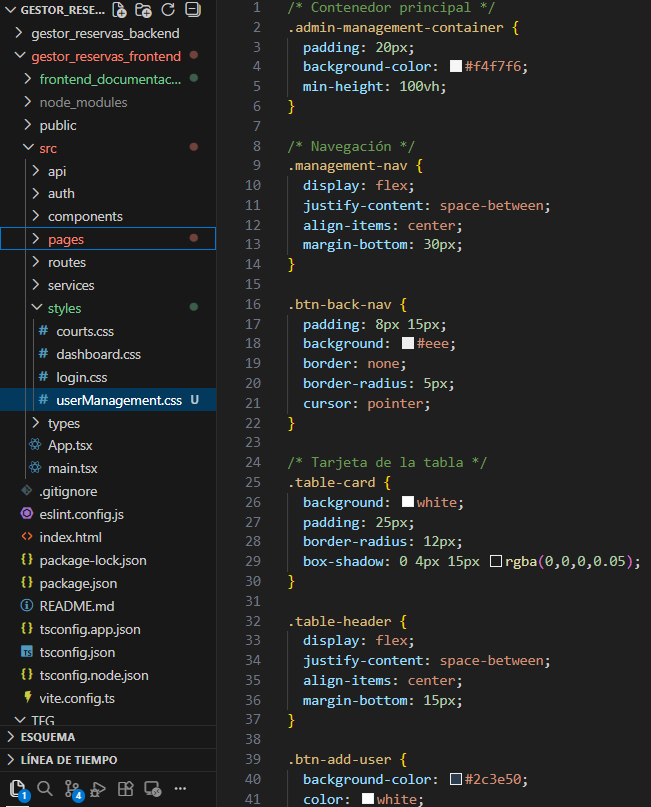 GESTOR_RESE...
gestor_reservas_backend
gestor_reservas_frontend
frontend_documentac...
node_modules
public
src
api
auth
components
pages
routes
services
styles
# courts.css
# dashboard.css
# login.css
# userManagement.css U
types
App.tsx
main.tsx
.gitignore
eslint.config.js
<> index.html
{} package-lock.json
{} package.json
README.md
{} tsconfig.app.json
TS tsconfig.json
{} tsconfig.node.json
vite.config.ts
TFG
ESQUEMA
LÍNEA DE TIEMPO
1
4
1 /* Contenedor principal */
2 .admin-management-container {
3 padding: 20px;
4 background-color: #f4f7f6;
5 min-height: 100vh;
6 }
7
8 /* Navegación */
9 .management-nav {
10 display: flex;
11 justify-content: space-between;
12 align-items: center;
13 margin-bottom: 30px;
14 }
15
16 .btn-back-nav {
17 padding: 8px 15px;
18 background: #eee;
19 border: none;
20 border-radius: 5px;
21 cursor: pointer;
22 }
23
24 /* Tarjeta de la tabla */
25 .table-card {
26 background: white;
27 padding: 25px;
28 border-radius: 12px;
29 box-shadow: 0 4px 15px rgba(0,0,0,0.05);
30 }
31
32 .table-header {
33 display: flex;
34 justify-content: space-between;
35 align-items: center;
36 margin-bottom: 15px;
37 }
38
39 .btn-add-user {
40 background-color: #2c3e50;
41 color: white;